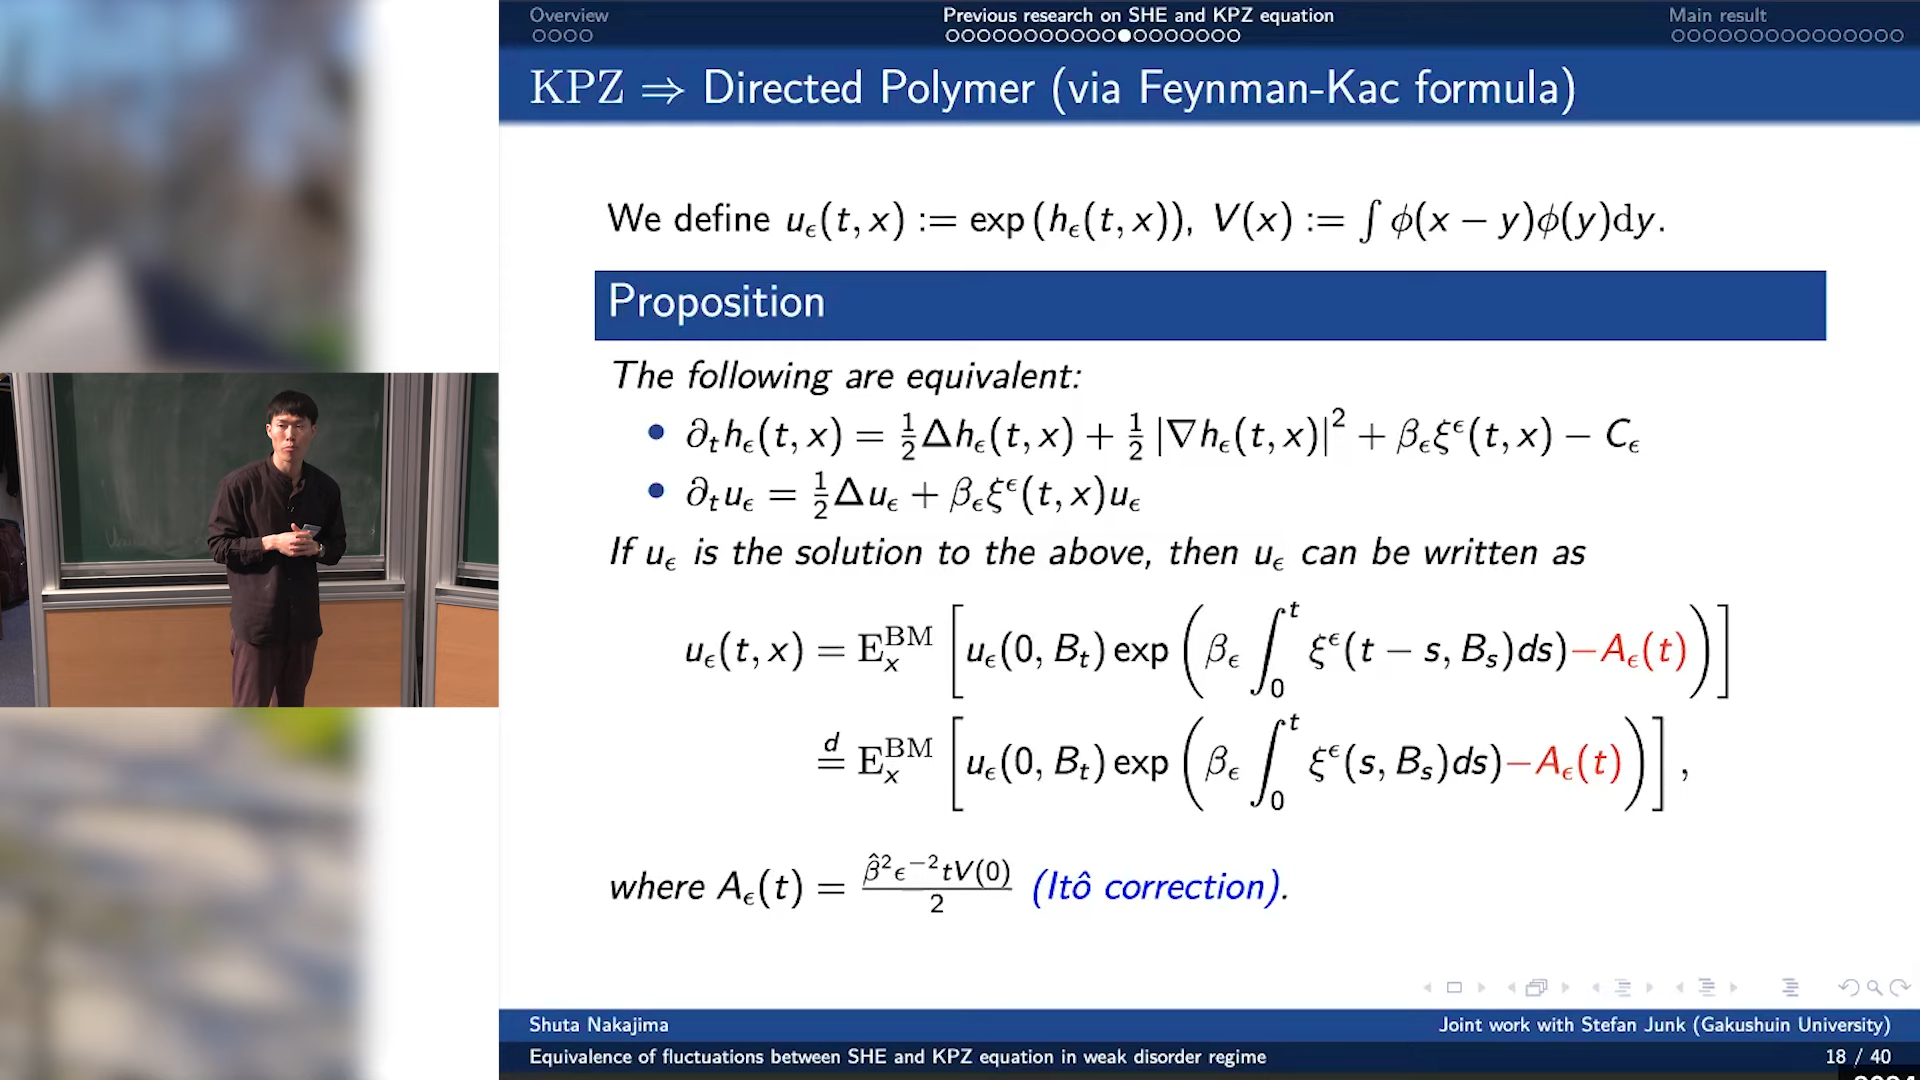 Overview
Previous research on SHE and KPZ equation
Main result
KPZ ⇒ Directed Polymer (via Feynman-Kac formula)
We define u_ϵ(t, x) := exp (h_ϵ(t, x)), V(x) := ∫ ϕ(x − y)ϕ(y)dy.
Proposition
The following are equivalent:
• ∂_t h_ϵ(t, x) = ½Δh_ϵ(t, x) + ½ |∇h_ϵ(t, x)|² + β_ϵ ξ^ϵ(t, x) − C_ϵ
• ∂_t u_ϵ = ½Δu_ϵ + β_ϵ ξ^ϵ(t, x)u_ϵ
If u_ϵ is the solution to the above, then u_ϵ can be written as
u_ϵ(t, x) = E_x^BM [ u_ϵ(0, B_t) exp ( β_ϵ ∫_0^t ξ^ϵ(t − s, B_s)ds)−A_ϵ(t) ) ]
=^d E_x^BM [ u_ϵ(0, B_t) exp ( β_ϵ ∫_0^t ξ^ϵ(s, B_s)ds)−A_ϵ(t) ) ] ,
where A_ϵ(t) = β̂²ϵ⁻²tV(0)/2 (Itô correction).
Shuta Nakajima
Joint work with Stefan Junk (Gakushuin University)
Equivalence of fluctuations between SHE and KPZ equation in weak disorder regime
18 / 40